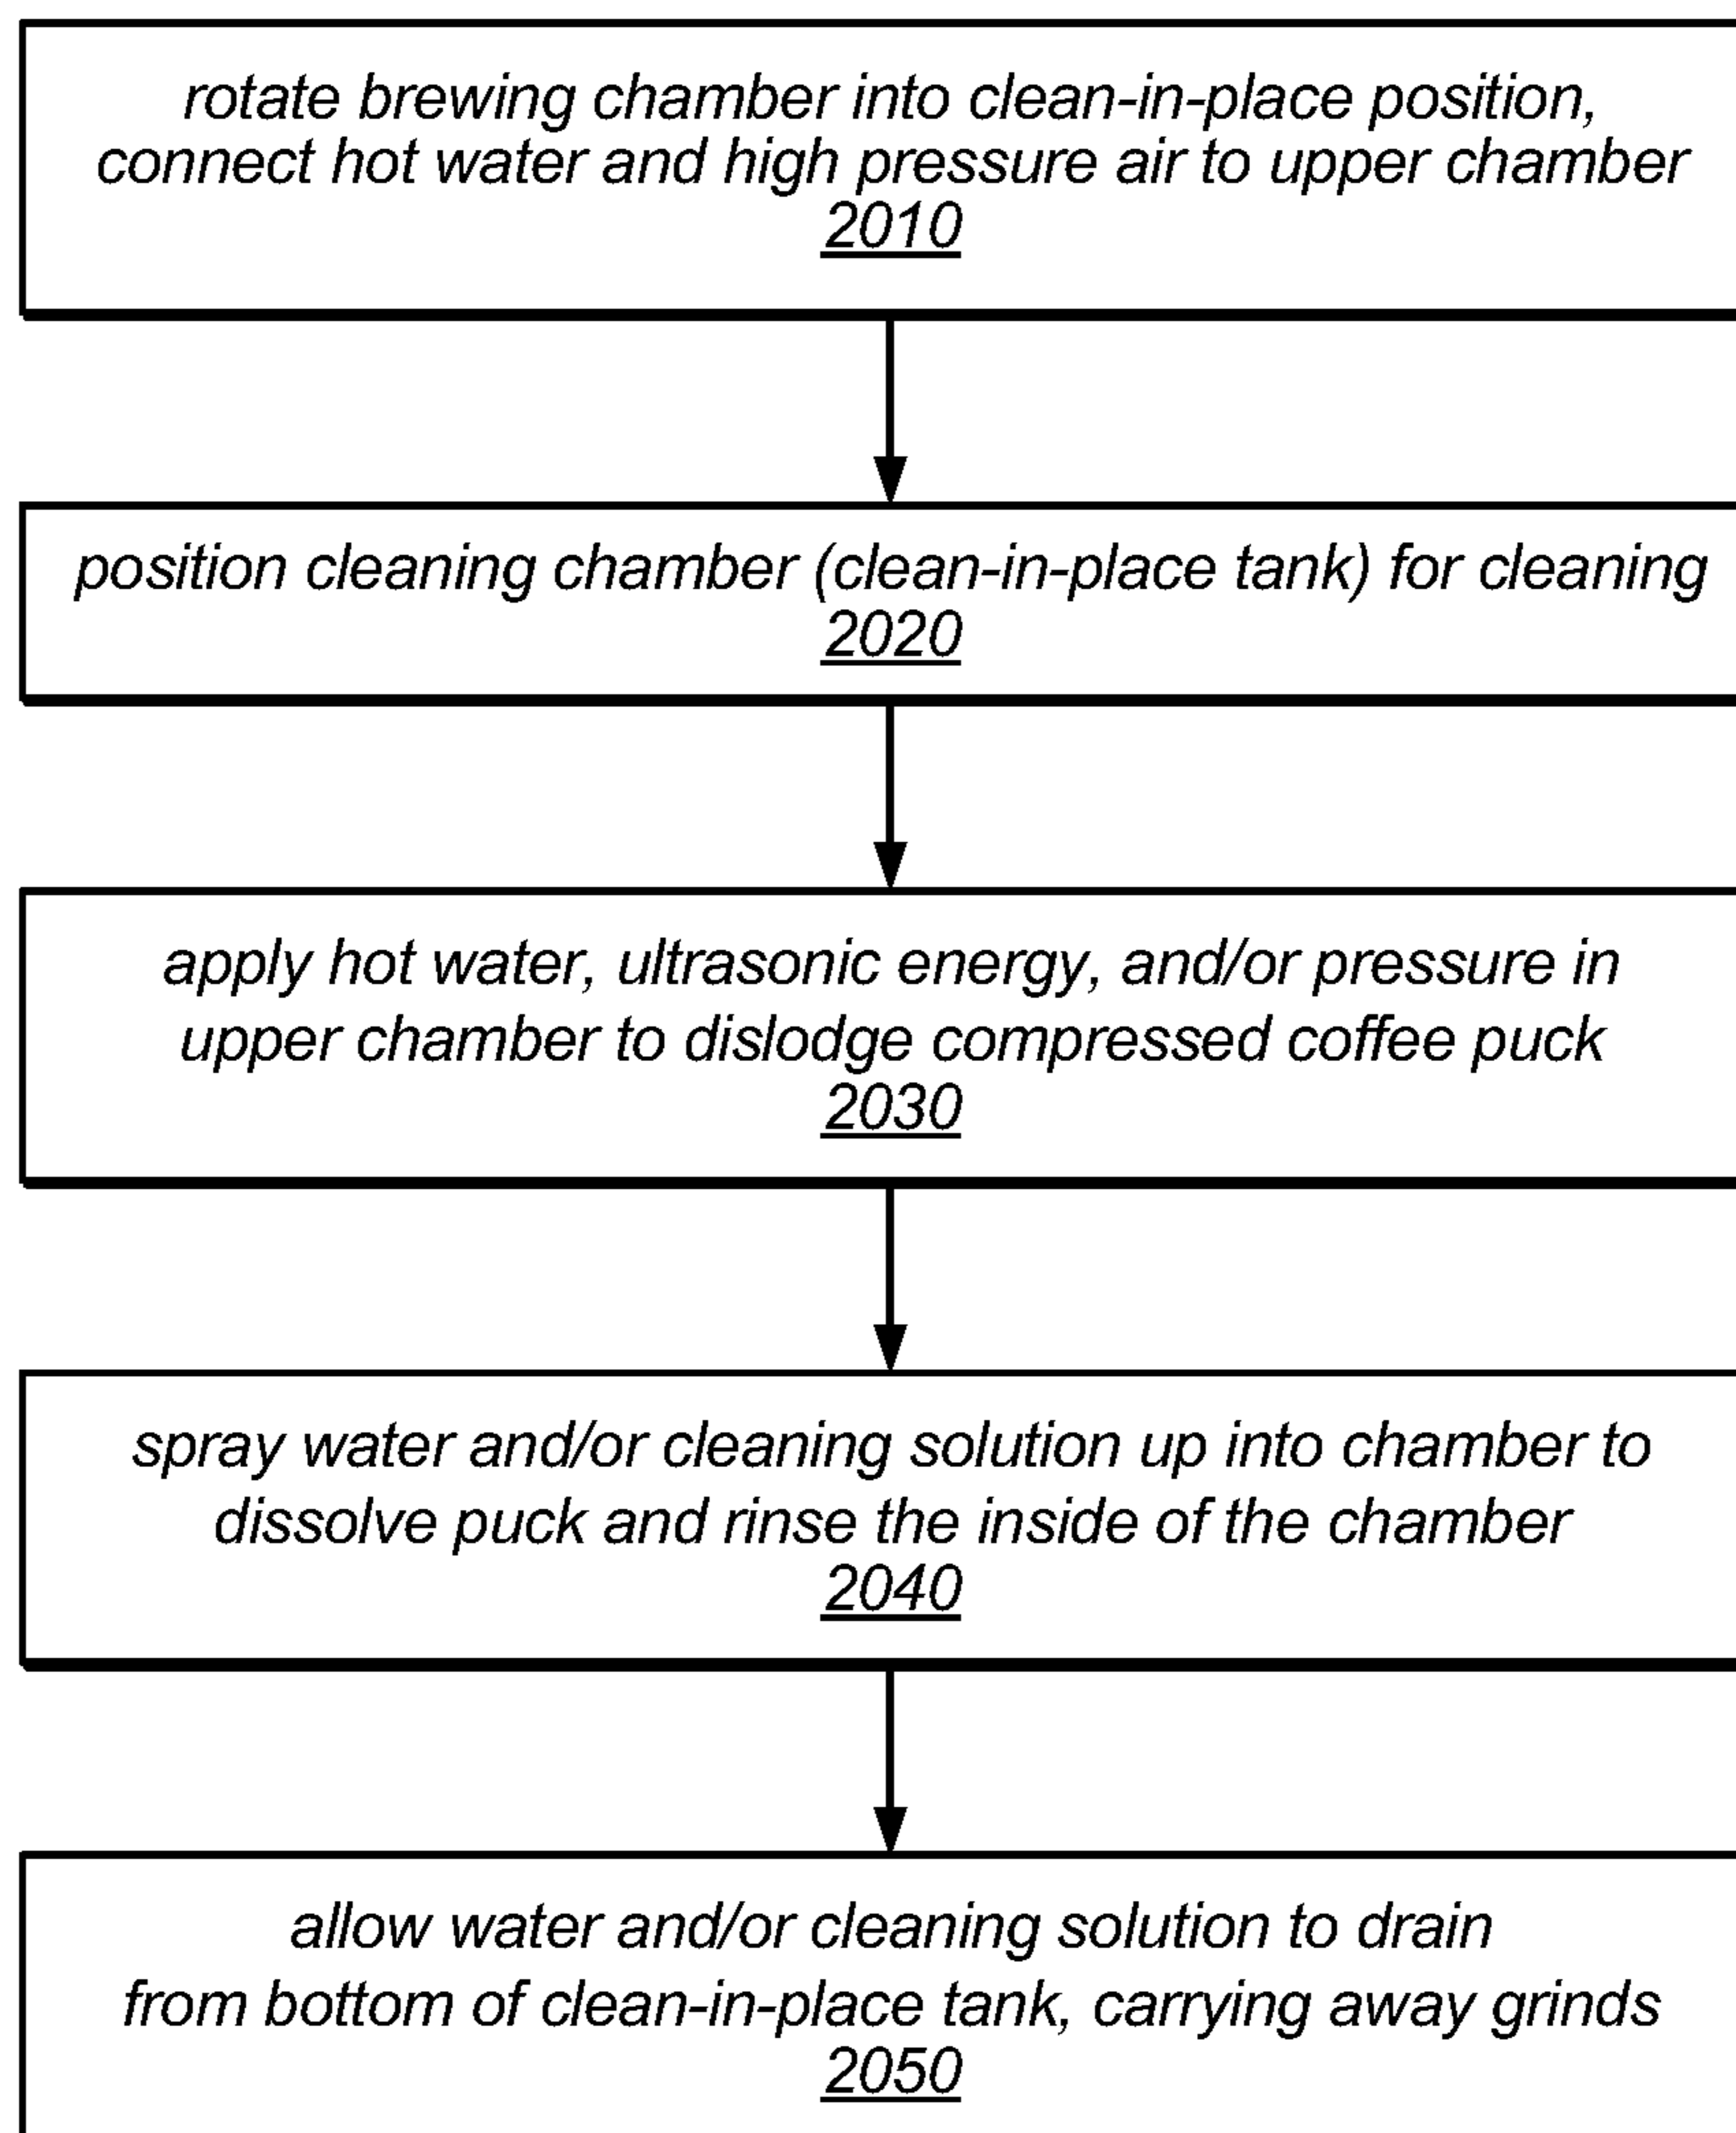 rotate brewing chamber into clean-in-place position,
connect hot water and high pressure air to upper chamber
2010
position cleaning chamber (clean-in-place tank) for cleaning
2020
apply hot water, ultrasonic energy, and/or pressure in
upper chamber to dislodge compressed coffee puck
2030
spray water and/or cleaning solution up into chamber to
dissolve puck and rinse the inside of the chamber
2040
allow water and/or cleaning solution to drain
from bottom of clean-in-place tank, carrying away grinds
2050